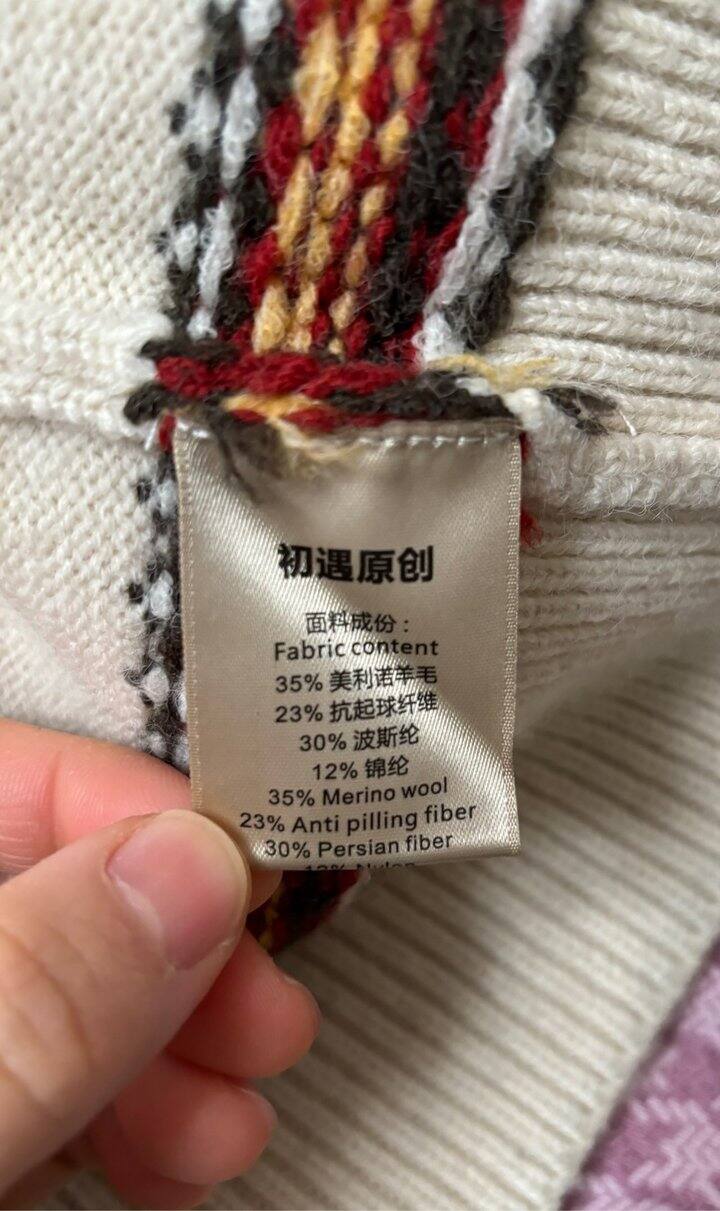 初遇原创
面料成份：
Fabric content
35% 美利诺羊毛
23% 抗起球纤维
30% 波斯纶
12% 锦纶
35% Merino wool
23% Anti pilling fiber
30% Persian fiber
12% Nylon